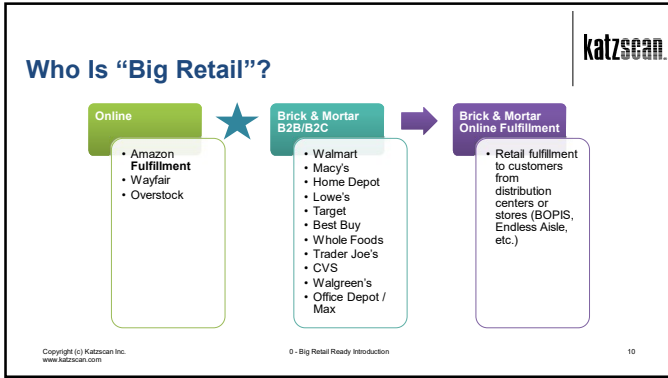 katzscan.
Who Is “Big Retail”?
Online
• Amazon
Fulfillment
• Wayfair
• Overstock
Brick & Mortar
B2B/B2C
• Walmart
• Macy’s
• Home Depot
• Lowe’s
• Target
• Best Buy
• Whole Foods
• Trader Joe’s
• CVS
• Walgreen’s
• Office Depot /
Max
Brick & Mortar
Online Fulfillment
• Retail fulfillment
to customers
from
distribution
centers or
stores (BOPIS,
Endless Aisle,
etc.)
Copyright (c) Katzscan Inc.
www.katzscan.com
0 - Big Retail Ready Introduction
10